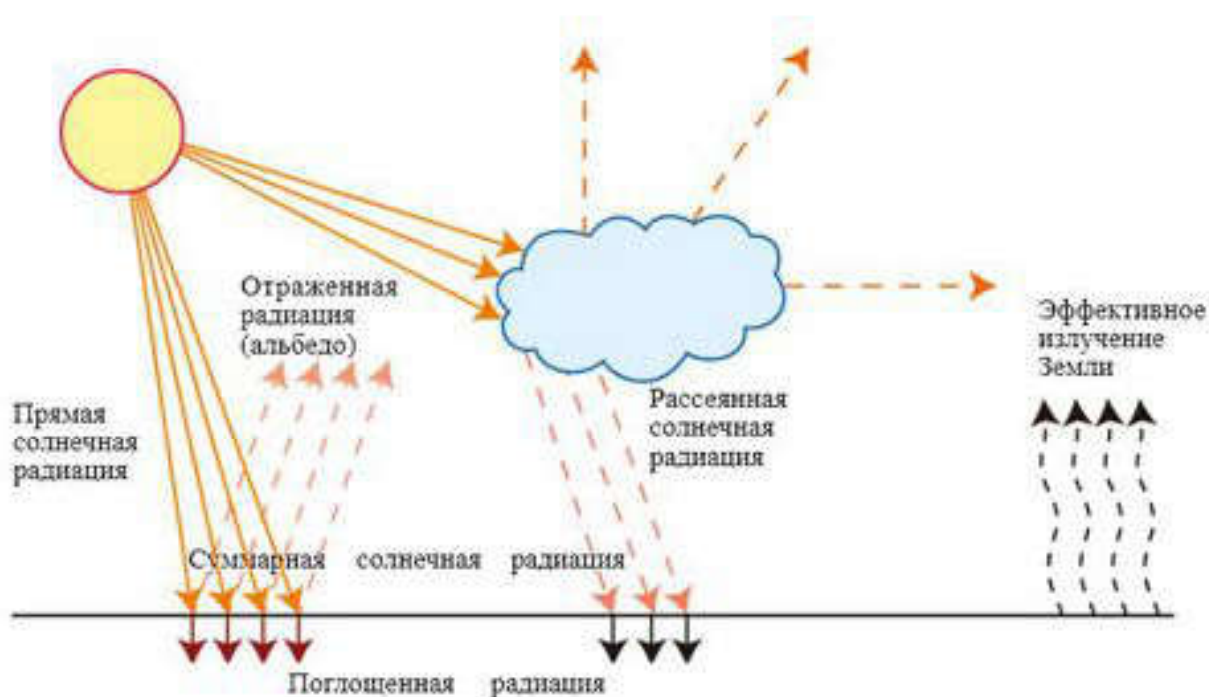 Отраженная
радиация
(альбедо)
Эффективное
излучение
Земли
Прямая
солнечная
радиация
Рассеянная
солнечная
радиация
Суммарная солнечная радиация
Поглощенная радиация